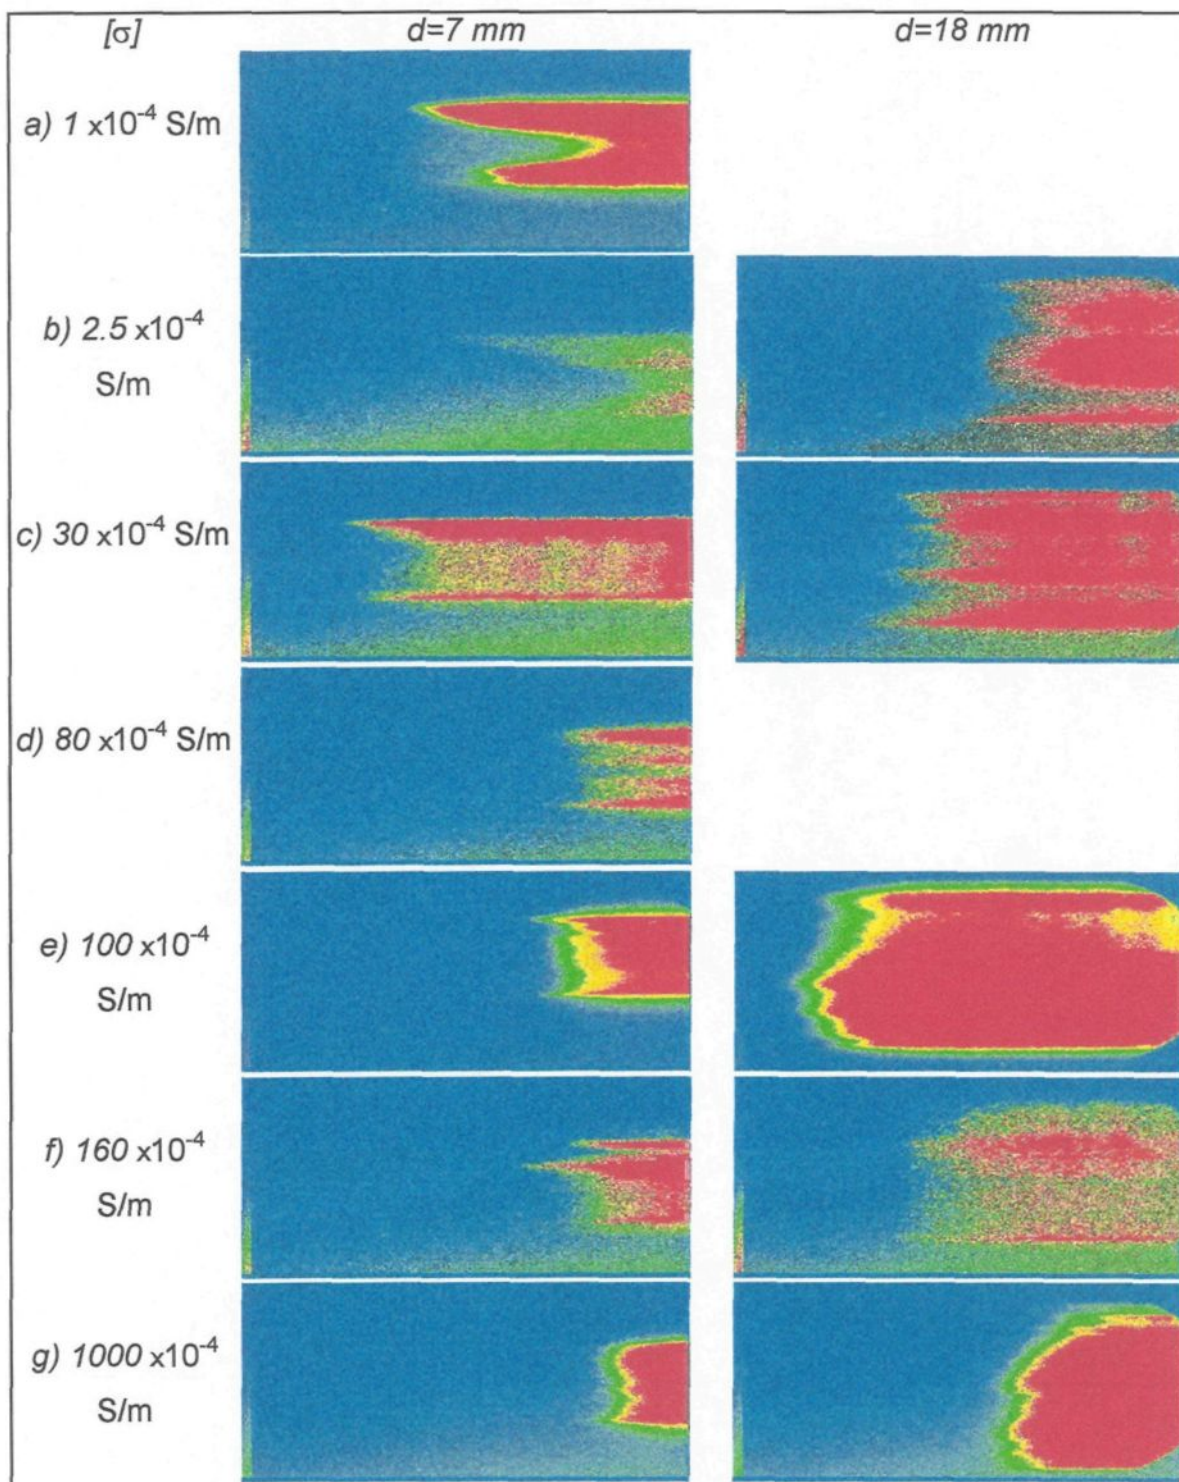 [σ] d=7 mm d=18 mm
a) 1 x10⁻⁴ S/m
b) 2.5 x10⁻⁴
S/m
c) 30 x10⁻⁴ S/m
d) 80 x10⁻⁴ S/m
e) 100 x10⁻⁴
S/m
f) 160 x10⁻⁴
S/m
g) 1000 x10⁻⁴
S/m